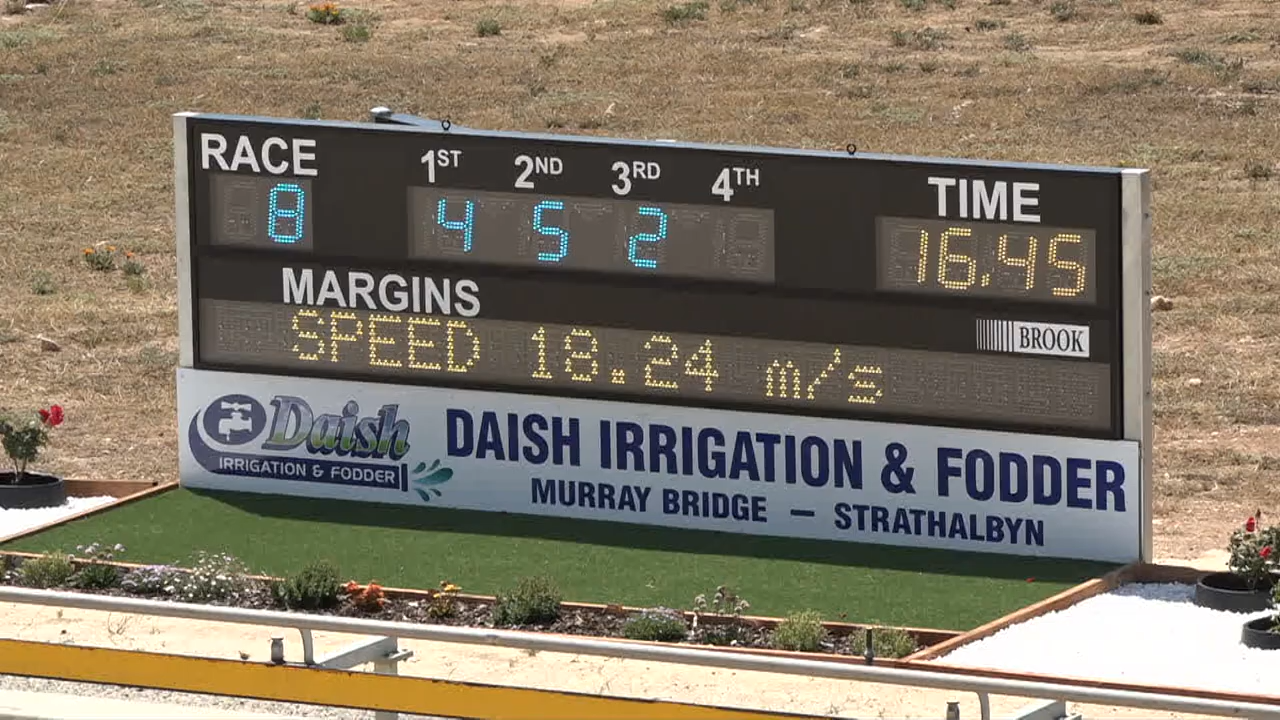 RACE 1ST 2ND 3RD 4TH TIME
8 4 5 2 16.45
MARGINS
BROOK
SPEED 18.24 m/s
Daish
IRRIGATION & FODDER
DAISH IRRIGATION & FODDER
MURRAY BRIDGE – STRATHALBYN